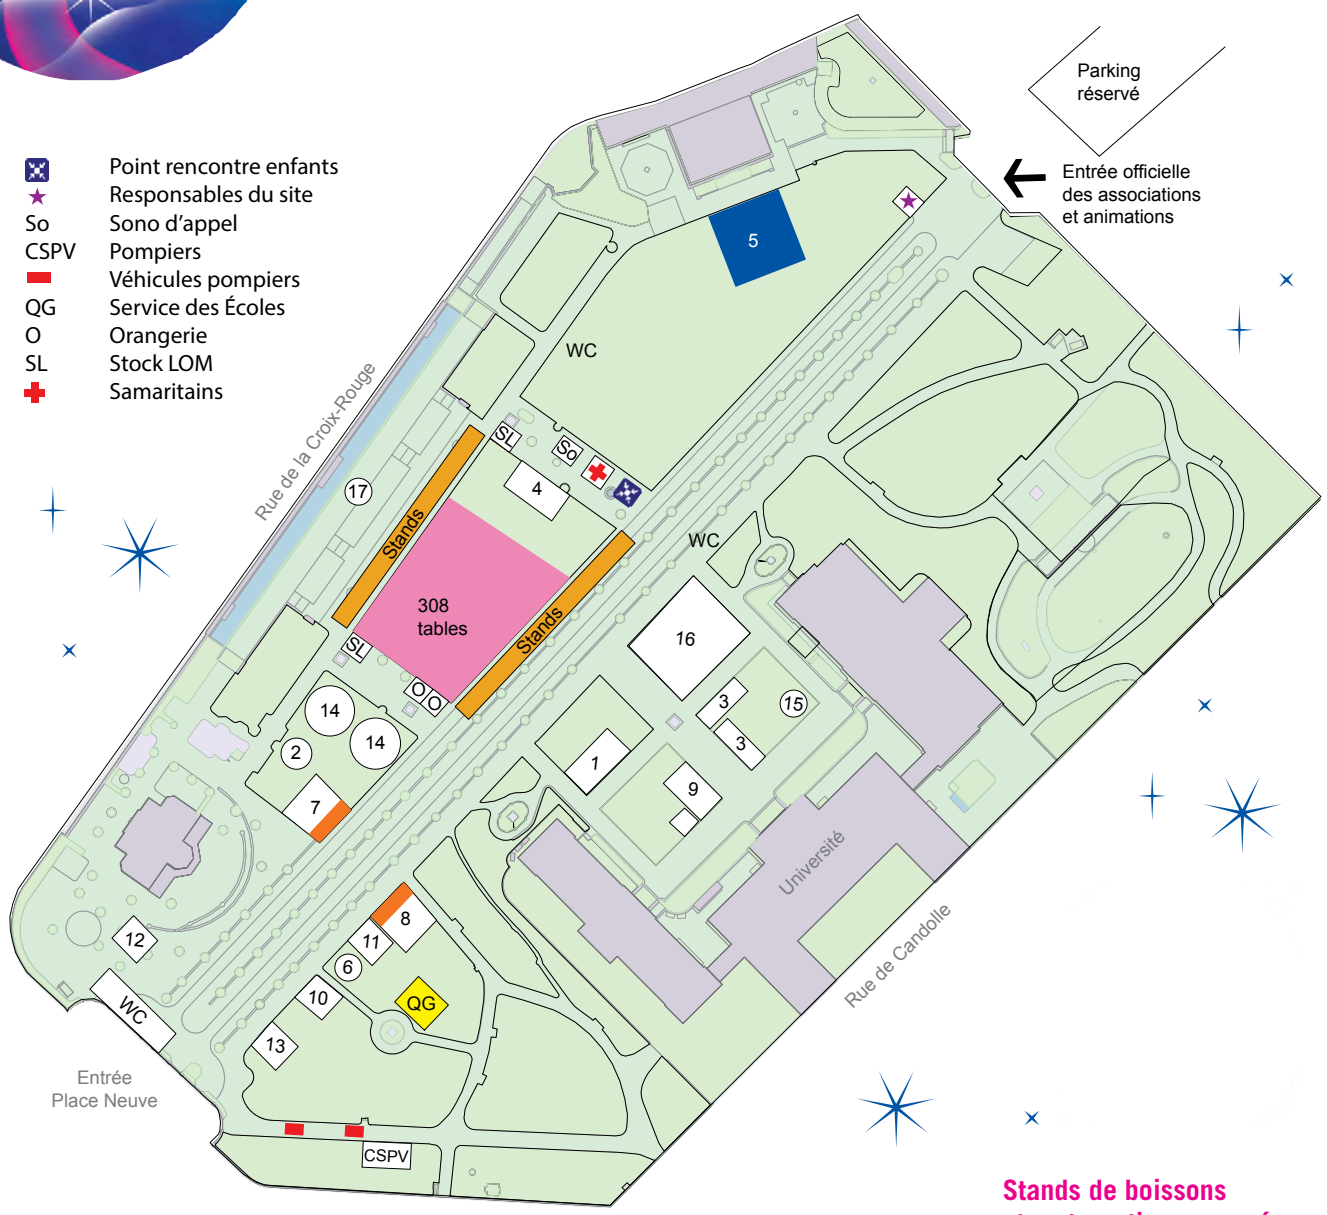 Parking
réservé
Entrée officielle
des associations
et animations
Point rencontre enfants
Responsables du site
So Sono d'appel
CSPV Pompiers
Véhicules pompiers
QG Service des Écoles
O Orangerie
SL Stock LOM
Samaritains
5
WC
Rue de la Croix-Rouge
SL
So
4
17
Stands
WC
308
tables
Stands
16
SL
O
O
3
15
14
14
2
3
1
9
7
Université
8
11
12
6
Rue de Candolle
QG
10
WC
13
Entrée
Place Neuve
CSPV
Stands de boissons